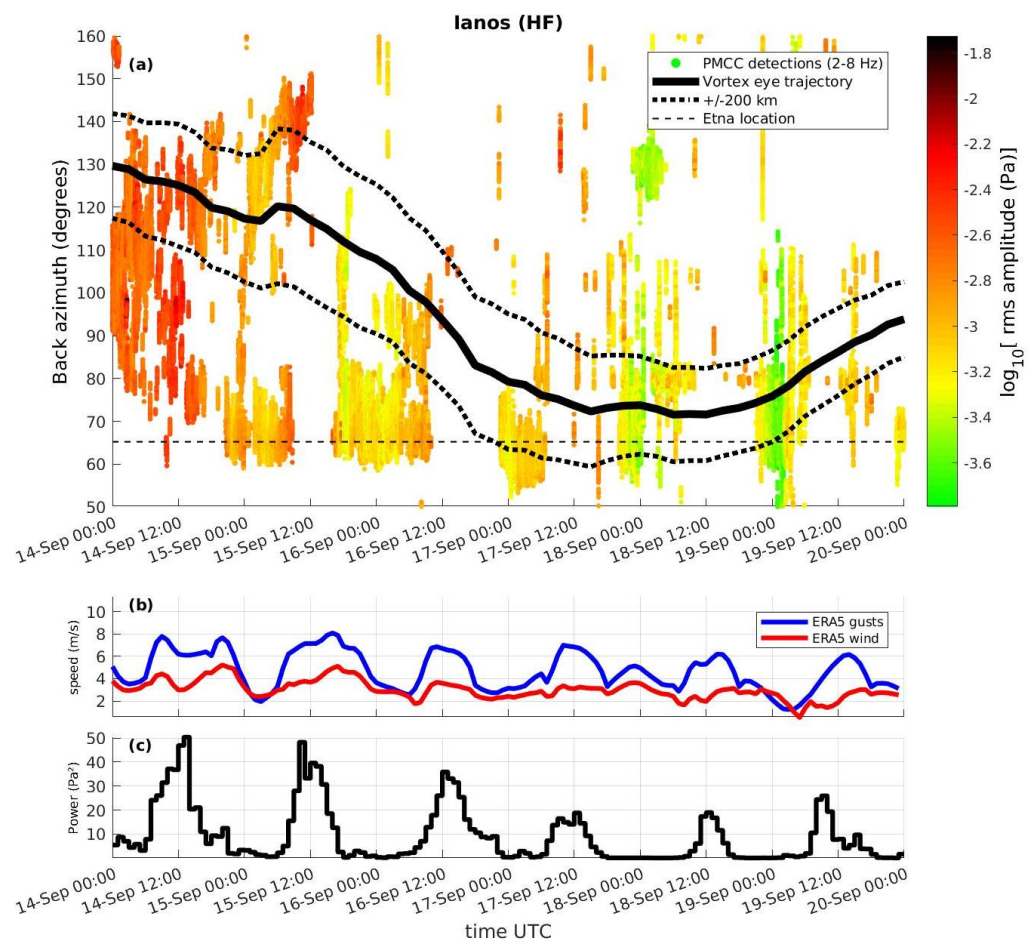 Ianos (HF)
(a)
160
150
140
130
120
110
100
90
80
70
60
50
Back azimuth (degrees)
PMCC detections (2-8 Hz)
Vortex eye trajectory
+/-200 km
Etna location
-1.8
-2
-2.2
-2.4
-2.6
-2.8
-3
-3.2
-3.4
-3.6
log10[ rms amplitude (Pa)]
14-Sep 00:00
14-Sep 12:00
15-Sep 00:00
15-Sep 12:00
16-Sep 00:00
16-Sep 12:00
17-Sep 00:00
17-Sep 12:00
18-Sep 00:00
18-Sep 12:00
19-Sep 00:00
19-Sep 12:00
20-Sep 00:00
(b)
10
8
6
4
2
speed (m/s)
ERA5 gusts
ERA5 wind
(c)
50
40
30
20
10
Power (Pa²)
14-Sep 00:00
14-Sep 12:00
15-Sep 00:00
15-Sep 12:00
16-Sep 00:00
16-Sep 12:00
17-Sep 00:00
17-Sep 12:00
18-Sep 00:00
18-Sep 12:00
19-Sep 00:00
19-Sep 12:00
20-Sep 00:00
time UTC